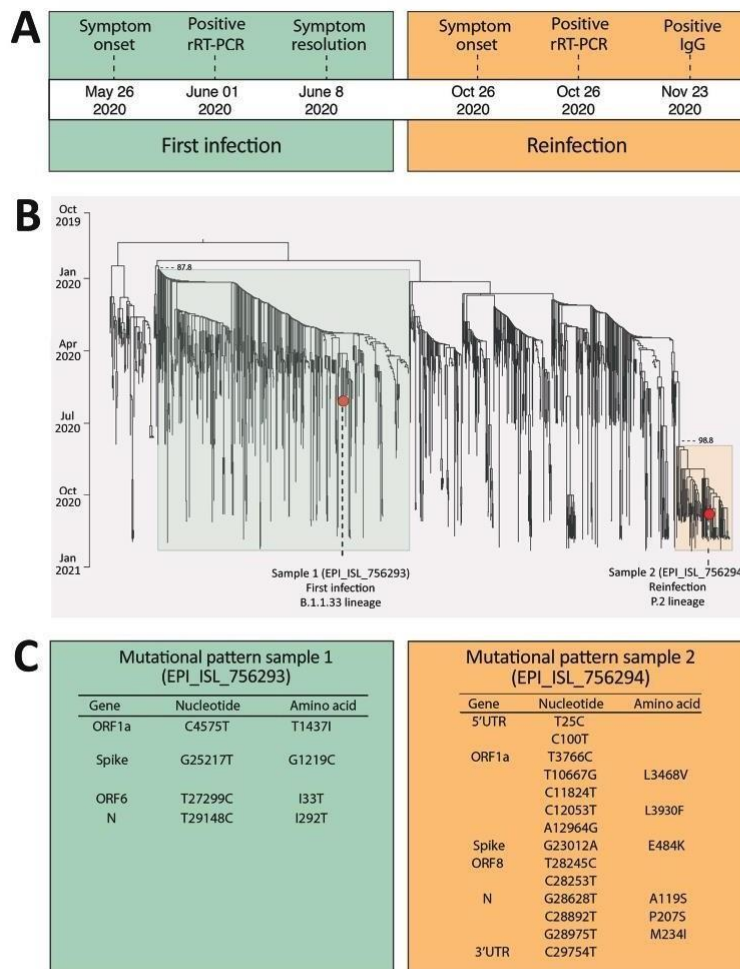 A
Symptom onset
Positive rRT-PCR
Symptom resolution
Symptom onset
Positive rRT-PCR
Positive IgG
May 26 2020
June 01 2020
June 8 2020
Oct 26 2020
Oct 26 2020
Nov 23 2020
First infection
Reinfection
B
Oct 2019
Jan 2020
Apr 2020
Jul 2020
Oct 2020
Jan 2021
87.8
98.8
Sample 1 (EPI_ISL_756293)
First infection
B.1.1.33 lineage
Sample 2 (EPI_ISL_756294
Reinfection
P.2 lineage
C
Mutational pattern sample 1
(EPI_ISL_756293)
Gene Nucleotide Amino acid
ORF1a C4575T T1437I
Spike G25217T G1219C
ORF6 T27299C I33T
N T29148C I292T
Mutational pattern sample 2
(EPI_ISL_756294)
Gene Nucleotide Amino acid
5'UTR T25C
C100T
ORF1a T3766C
T10667G L3468V
C11824T
C12053T L3930F
A12964G
Spike G23012A E484K
ORF8 T28245C
C28253T
N G28628T A119S
C28892T P207S
G28975T M234I
3'UTR C29754T